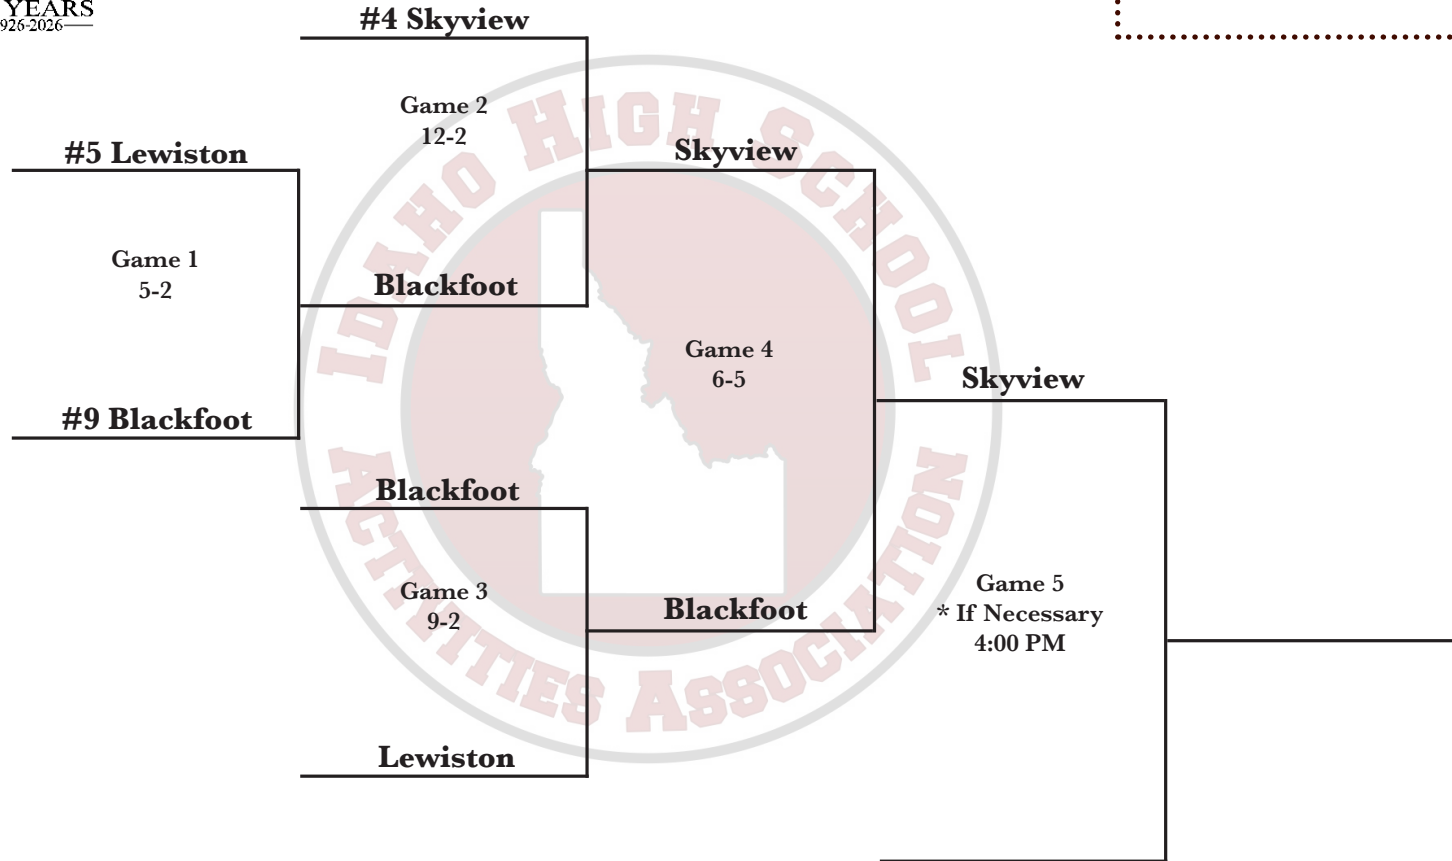 YEARS
926-2026
#4 Skyview
Game 2
12-2
#5 Lewiston
Skyview
Game 1
5-2
Blackfoot
Game 4
6-5
Skyview
#9 Blackfoot
Blackfoot
Game 3
9-2
Game 5
* If Necessary
4:00 PM
Blackfoot
Lewiston
IDAHO HIGH SCHOOL
ACTIVITIES ASSOCIATION